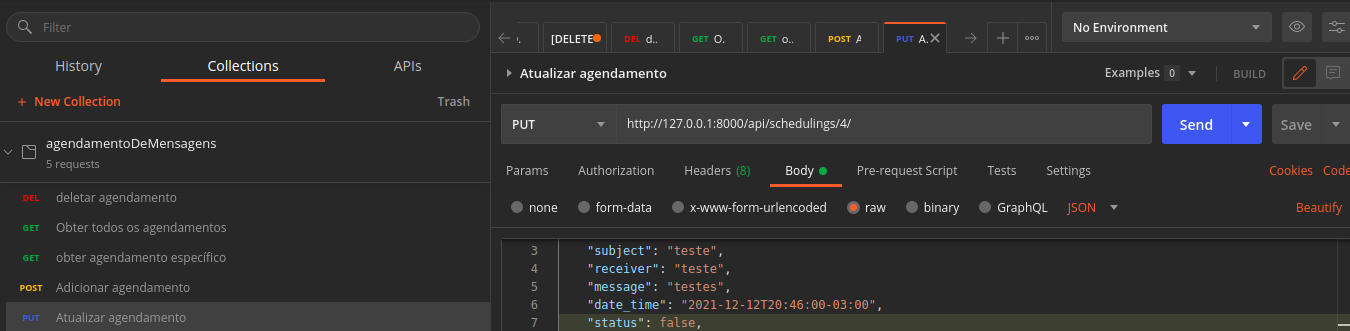 Filter
History Collections APIs
+ New Collection Trash
agendamentoDeMensagens
5 requests
DEL deletar agendamento
GET Obter todos os agendamentos
GET obter agendamento específico
POST Adicionar agendamento
PUT Atualizar agendamento
[DELETE DEL d.. GET O. GET o.. POST A PUT A. No Environment
Atualizar agendamento Examples 0 BUILD
PUT http://127.0.0.1:8000/api/schedulings/4/ Send Save
Params Authorization Headers (8) Body Pre-request Script Tests Settings Cookies Code
none form-data x-www-form-urlencoded raw binary GraphQL JSON Beautify
3 "subject": "teste",
4 "receiver": "teste",
5 "message": "testes",
6 "date_time": "2021-12-12T20:46:00-03:00",
7 "status": false,